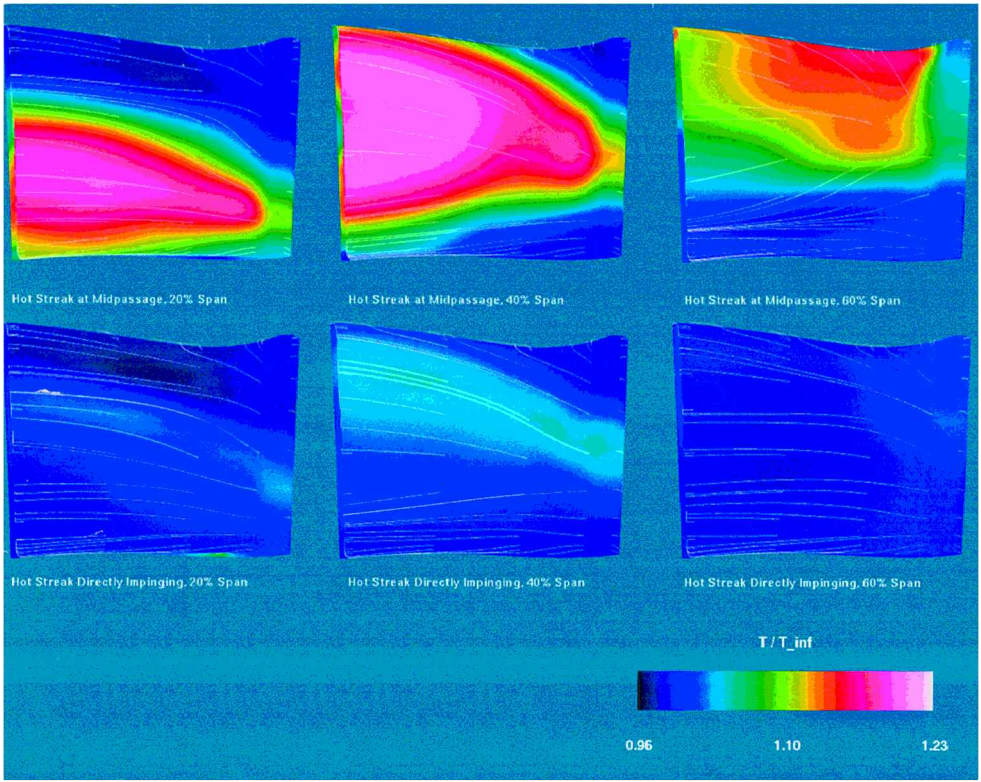 Hot Streak at Midpassage, 20% Span
Hot Streak at Midpassage, 40% Span
Hot Streak at Midpassage, 60% Span
Hot Streak Directly Impinging, 20% Span
Hot Streak Directly Impinging, 40% Span
Hot Streak Directly Impinging, 60% Span
T / T_inf
0.96 1.10 1.23